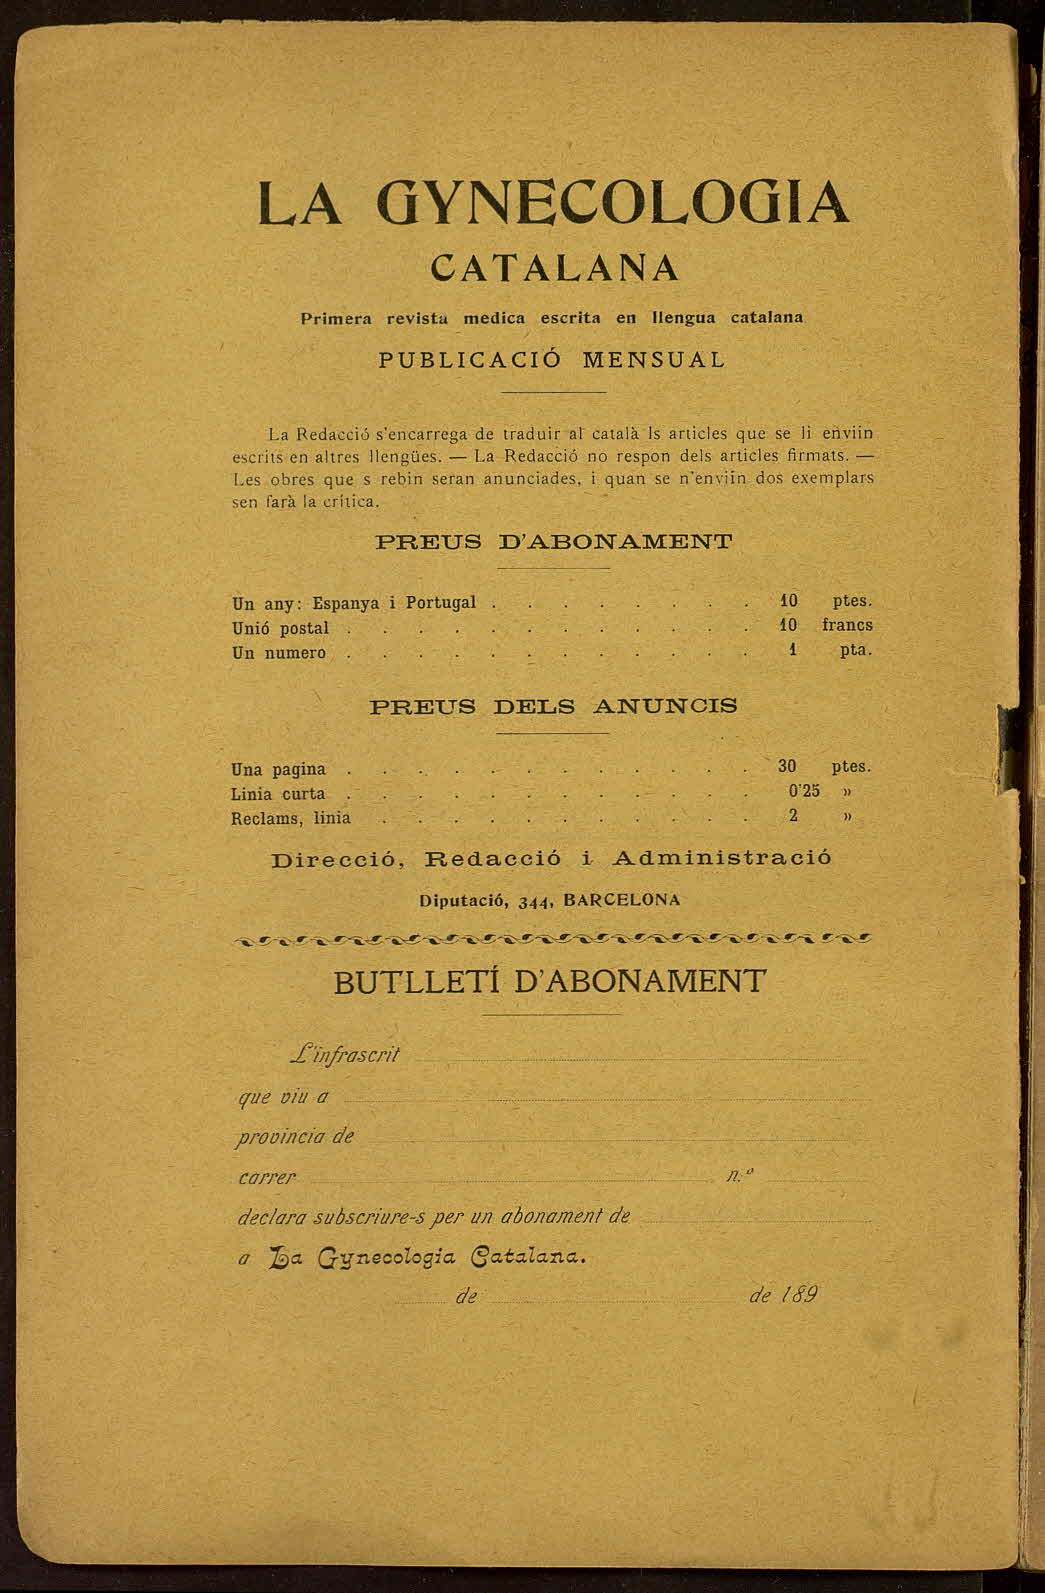 LA GYNECOLOGIA
CATALANA
Primera revista medica escrita en llengua catalana
PUBLICACIÓ MENSUAL
La Redacció s'encarrega de traduir al català ls articles que se li enviin
escrits en altres llengües. — La Redacció no respon dels articles firmats. —
Les obres que s rebin seran anunciades, i quan se n'enviin dos exemplars
sen farà la crítica.
PREUS D'ABONAMENT
Un any: Espanya i Portugal . . . . . . . . 10 ptes.
Unió postal . . . . . . . . . . . . 10 francs
Un numero . . . . . . . . . . . . 1 pta.
PREUS DELS ANUNCIS
Una pagina . . . . . . . . . . . . 30 ptes.
Linia curta . . . . . . . . . . . . 0'25 »
Reclams, linia . . . . . . . . . . . 2 »
Direcció, Redacció i Administració
Diputació, 344, BARCELONA
BUTLLETÍ D'ABONAMENT
L'infrascrit
que viu a
provincia de
carrer n.º
declara subscriure-s per un abonament de
a La Gynecologia Catalana.
de de 189